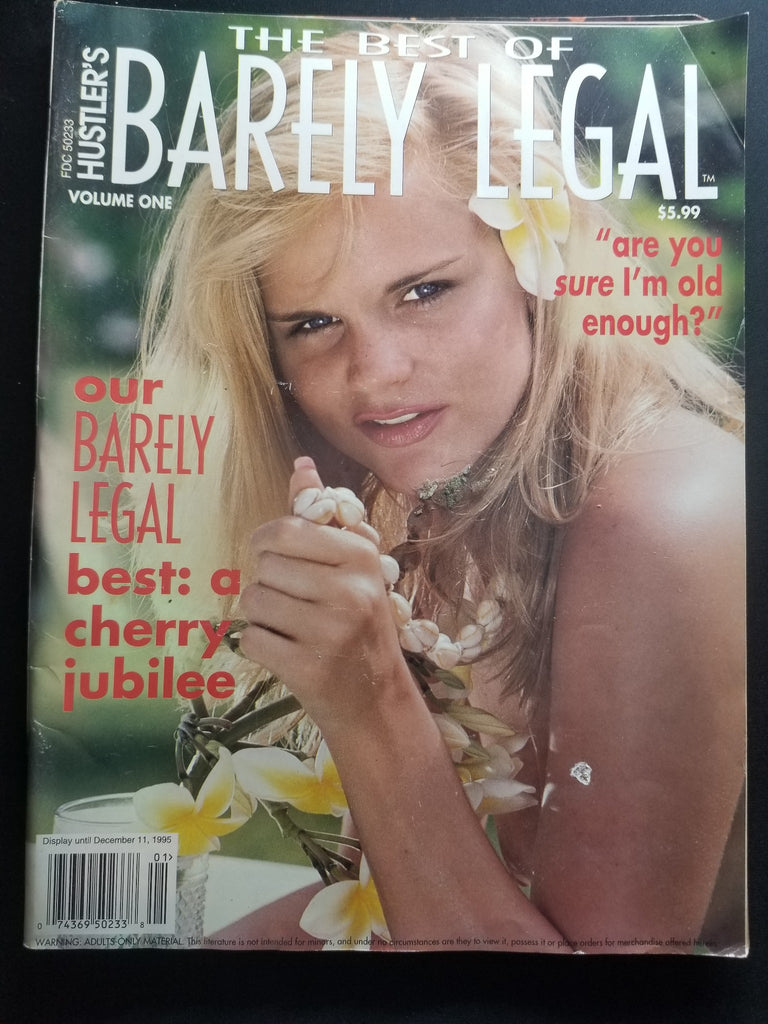 THE BEST OF
HUSTLER'S
BARELY LEGAL™
FDC 50233
VOLUME ONE
$5.99
"are you
sure I'm old
enough?"
our
BARELY
LEGAL
best: a
cherry
jubilee
Display until December 11, 1995
01>
0 74369 50233 8
WARNING: ADULTS ONLY MATERIAL. This literature is not intended for minors, and under no circumstances are they to view it, possess it or place orders for merchandise offered herein.